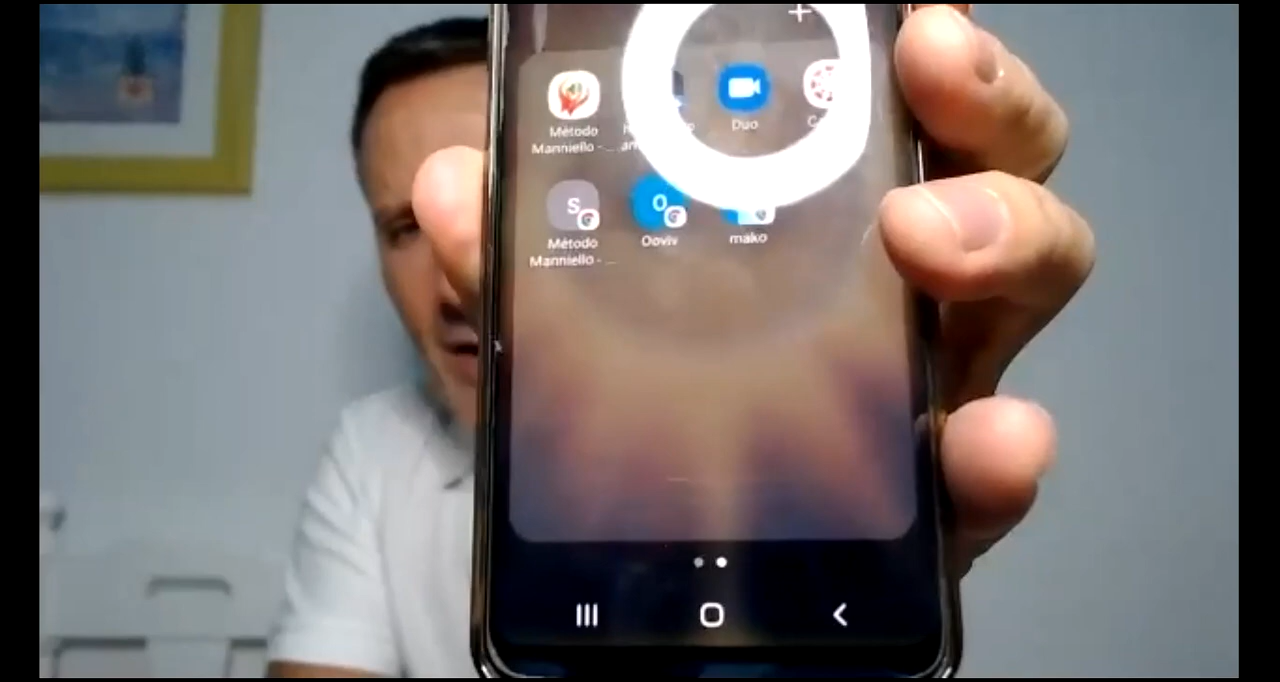 Duo
Método
Manniello - ...
S
O
Método
Manniello - ...
Ooviv
mako